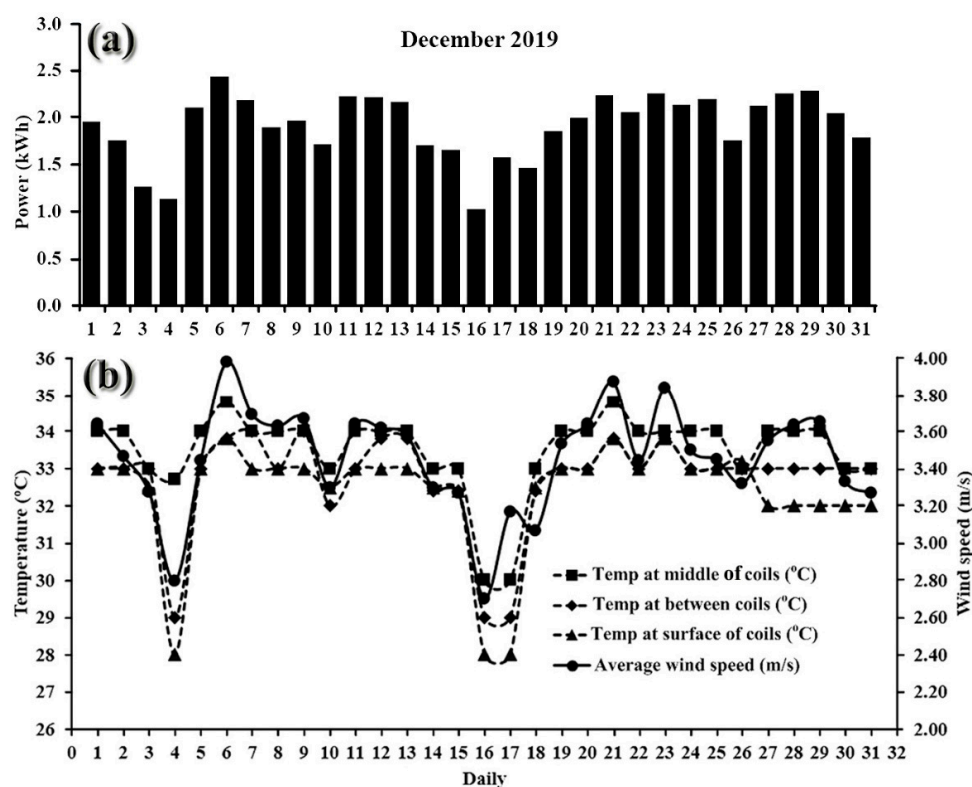 (a)
December 2019
Power (kWh)
3.0
2.5
2.0
1.5
1.0
0.5
0.0
1 2 3 4 5 6 7 8 9 10 11 12 13 14 15 16 17 18 19 20 21 22 23 24 25 26 27 28 29 30 31
(b)
Temperature (°C)
36
35
34
33
32
31
30
29
28
27
26
4.00
3.80
3.60
3.40
3.20
3.00
2.80
2.60
2.40
2.20
2.00
Wind speed (m/s)
Temp at middle of coils (°C)
Temp at between coils (°C)
Temp at surface of coils (°C)
Average wind speed (m/s)
0 1 2 3 4 5 6 7 8 9 10 11 12 13 14 15 16 17 18 19 20 21 22 23 24 25 26 27 28 29 30 31 32
Daily